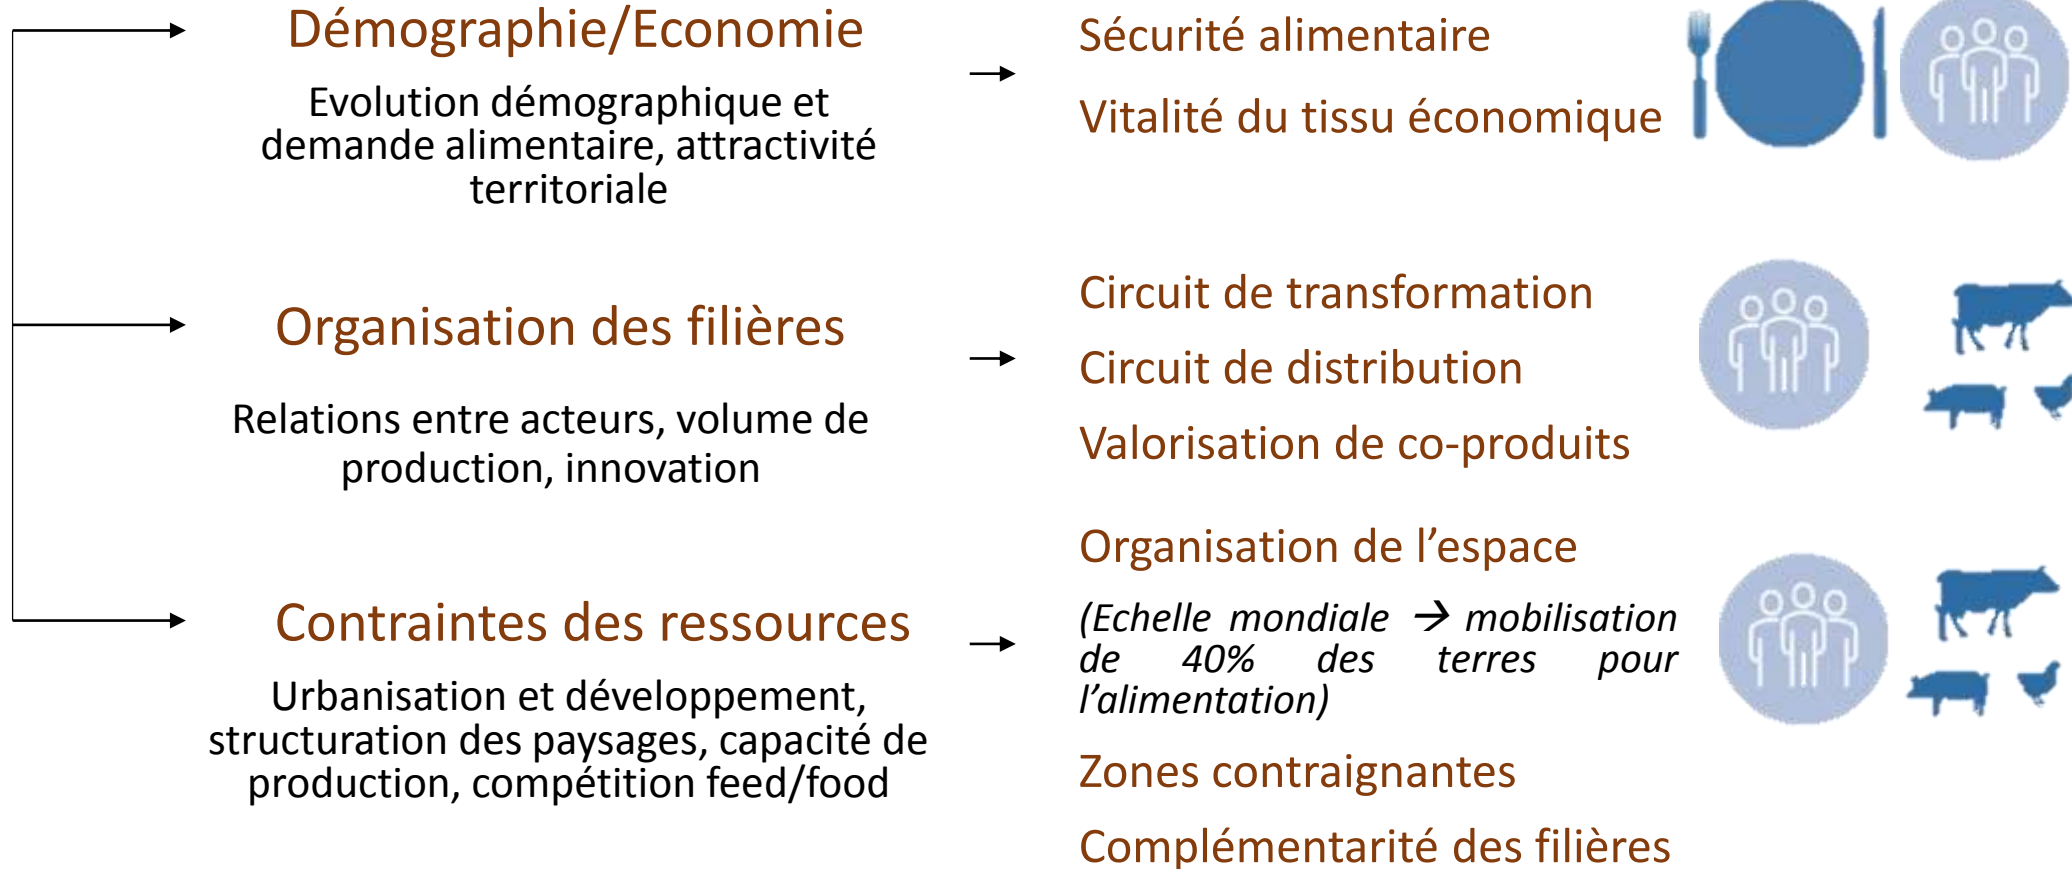 Démographie/Economie
Evolution démographique et
demande alimentaire, attractivité
territoriale
Sécurité alimentaire
Vitalité du tissu économique
Organisation des filières
Relations entre acteurs, volume de
production, innovation
Circuit de transformation
Circuit de distribution
Valorisation de co-produits
Contraintes des ressources
Urbanisation et développement,
structuration des paysages, capacité de
production, compétition feed/food
Organisation de l’espace
(Echelle mondiale → mobilisation
de 40% des terres pour
l’alimentation)
Zones contraignantes
Complémentarité des filières